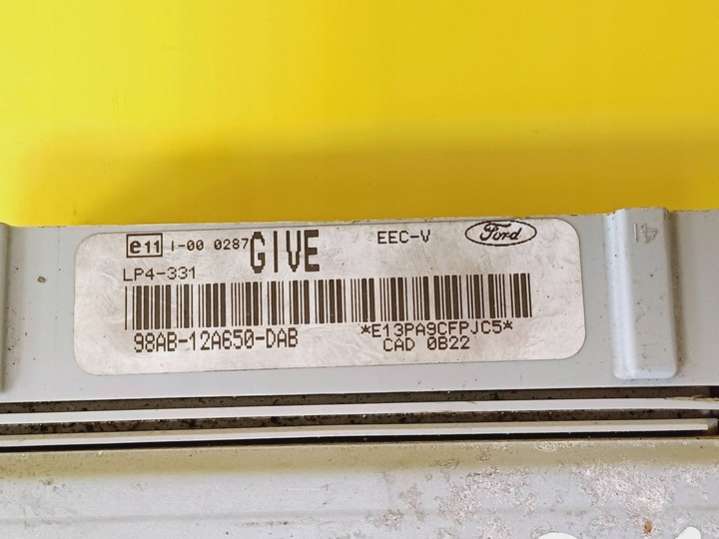 e11 I-00 0287 GIVE EEC-V Ford
LP4-331
98AB-12A650-DAB *E13PA9CFPJC5*
CAD 0B22